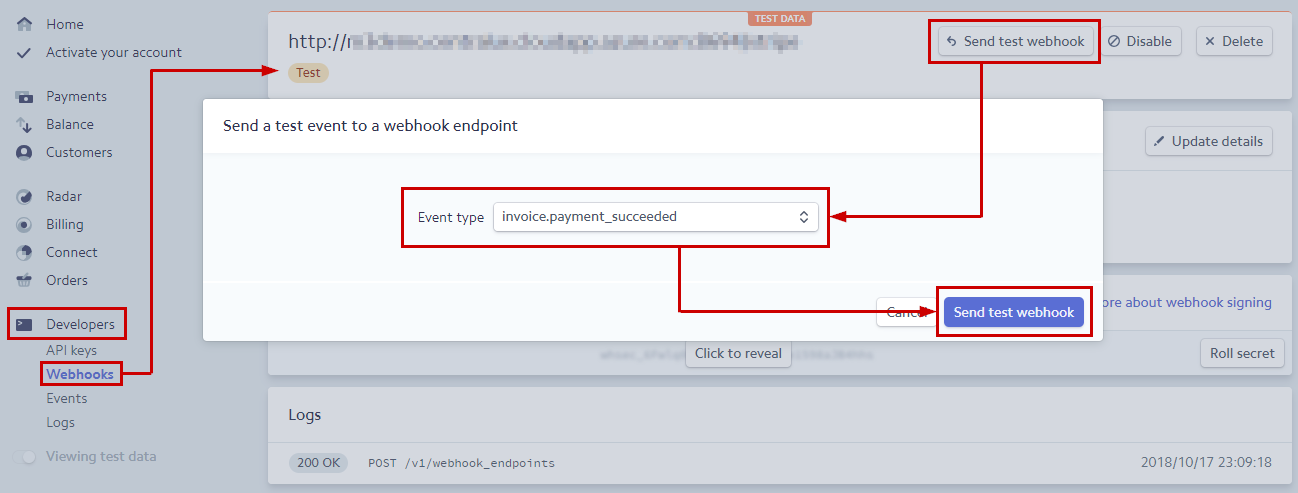 Home
Activate your account
Payments
Balance
Customers
Radar
Billing
Connect
Orders
Developers
API keys
Webhooks
Events
Logs
Viewing test data
TEST DATA
http://
Send test webhook
Disable
Delete
Test
Update details
Send a test event to a webhook endpoint
Event type
invoice.payment_succeeded
Cancel
Send test webhook
ore about webhook signing
Click to reveal
Roll secret
Logs
200 OK POST /v1/webhook_endpoints 2018/10/17 23:09:18